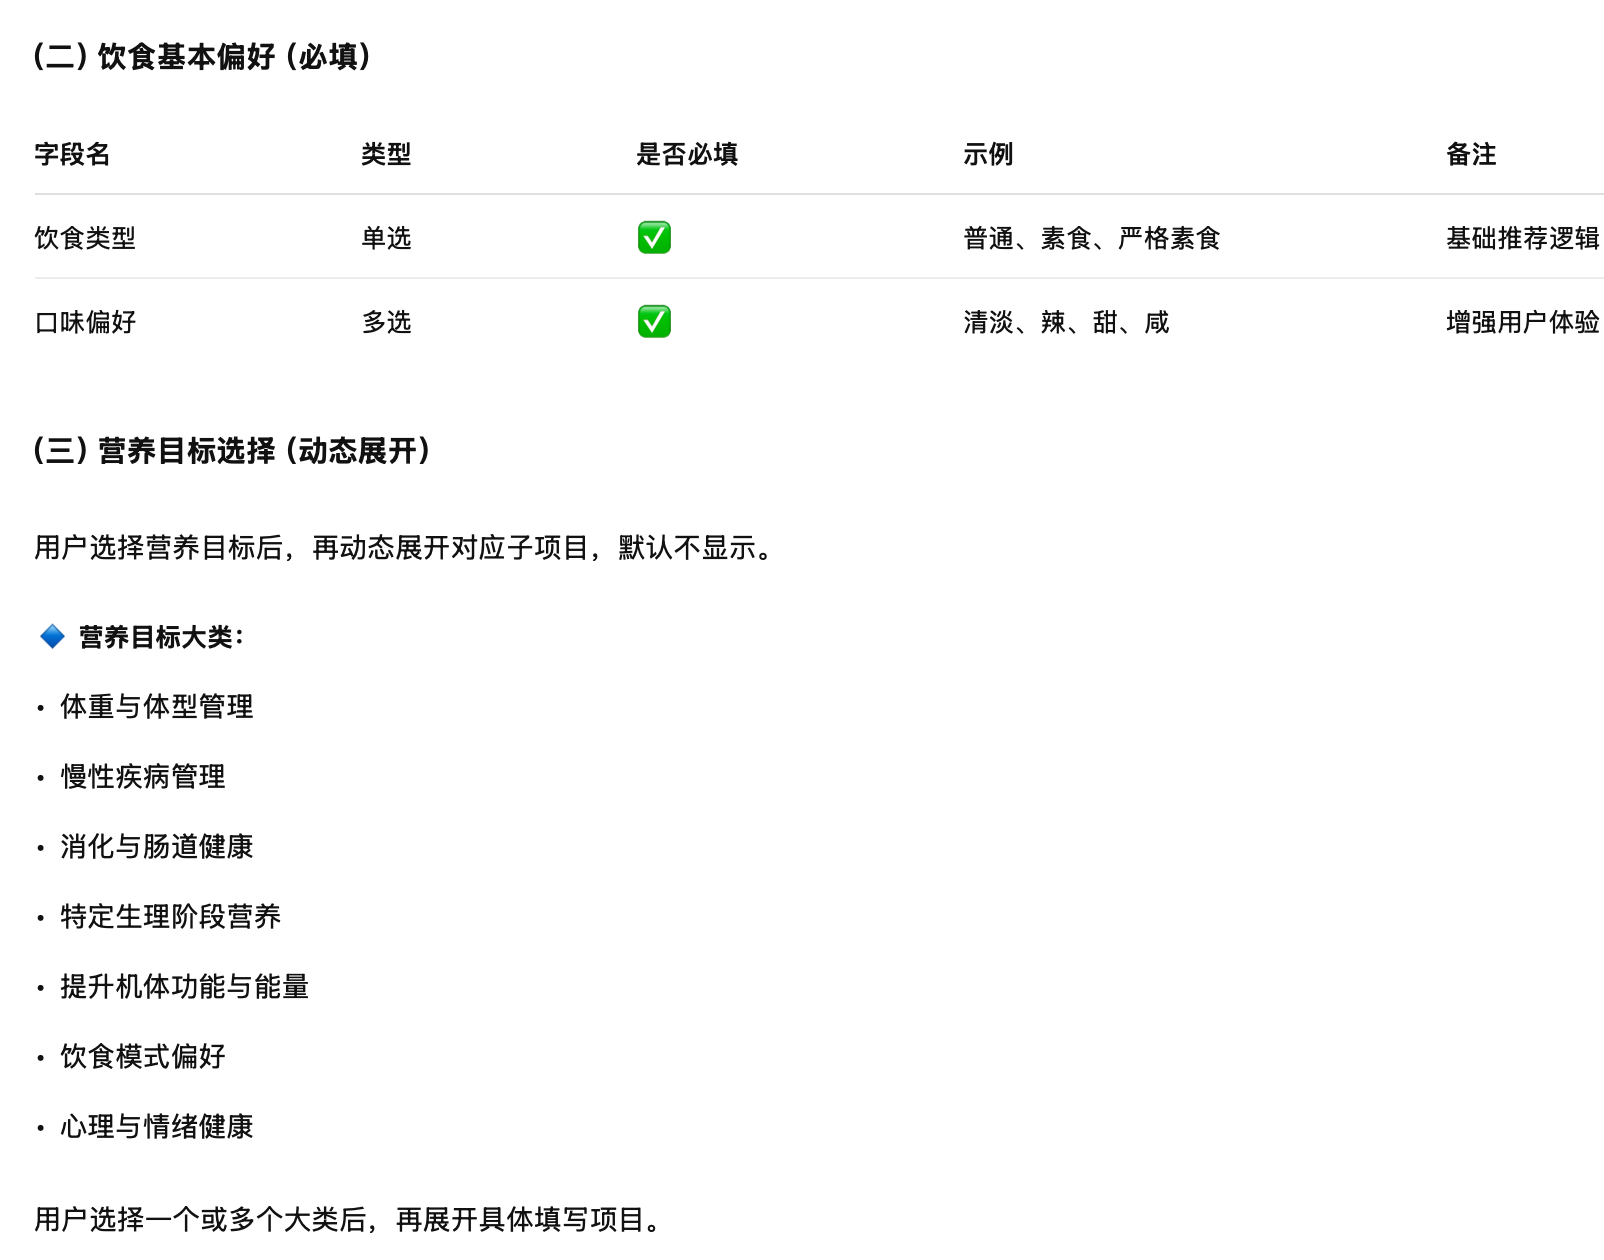 （二）饮食基本偏好（必填）
字段名 类型 是否必填 示例 备注
饮食类型 单选 ✅ 普通、素食、严格素食 基础推荐逻辑
口味偏好 多选 ✅ 清淡、辣、甜、咸 增强用户体验
（三）营养目标选择（动态展开）
用户选择营养目标后，再动态展开对应子项目，默认不显示。
🔷 营养目标大类：
• 体重与体型管理
• 慢性疾病管理
• 消化与肠道健康
• 特定生理阶段营养
• 提升机体功能与能量
• 饮食模式偏好
• 心理与情绪健康
用户选择一个或多个大类后，再展开具体填写项目。